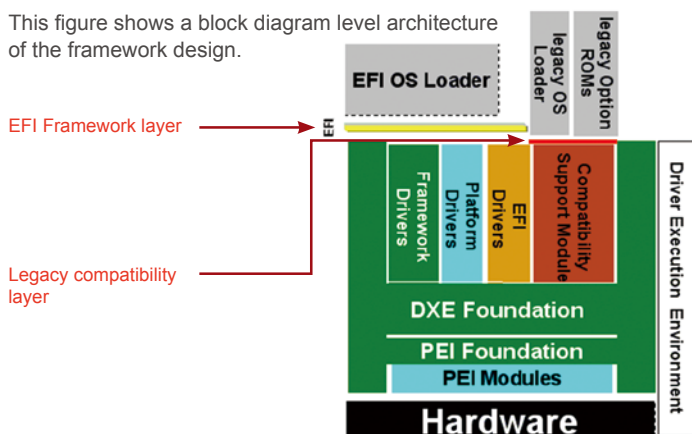 This figure shows a block diagram level architecture
of the framework design.
EFI OS Loader
legacy OS
Loader
legacy Option
ROMs
EFI Framework layer
EFI
Framework
Drivers
Platform
Drivers
EFI
Drivers
Compatibility
Support Module
Driver Execution Environment
Legacy compatibility
layer
DXE Foundation
PEI Foundation
PEI Modules
Hardware